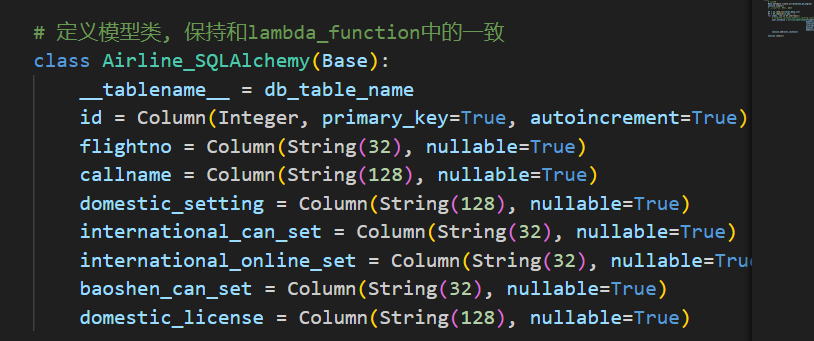 # 定义模型类, 保持和lambda_function中的一致
class Airline_SQLAlchemy(Base):
__tablename__ = db_table_name
id = Column(Integer, primary_key=True, autoincrement=True)
flightno = Column(String(32), nullable=True)
callname = Column(String(128), nullable=True)
domestic_setting = Column(String(128), nullable=True)
international_can_set = Column(String(32), nullable=True)
international_online_set = Column(String(32), nullable=Tru
baoshen_can_set = Column(String(32), nullable=True)
domestic_license = Column(String(128), nullable=True)